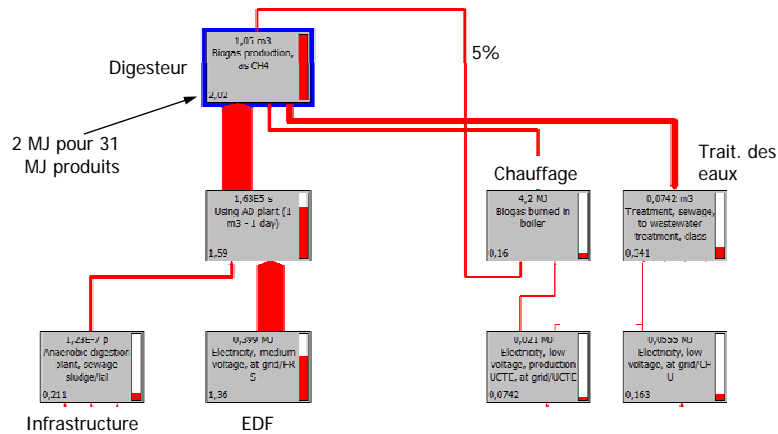 1,05 m3
Biogas production,
as CH4
2,02
Digesteur
5%
2 MJ pour 31
MJ produits
Chauffage
Trait. des
eaux
1,63E5 s
Using AD plant (1
m3 - 1 day)
1,59
4,2 MJ
Biogas burned in
boiler
0,16
0,0742 m3
Treatment, sewage,
to wastewater
treatment, class
0,341
1,23E-7 p
Anaerobic digestion
plant, sewage
0,211
0,399 MJ
Electricity, medium
voltage, at grid/FR
S
1,36
0,021 MJ
Electricity, low
voltage, production
UCTE, at grid/UCTE
0,0742
0,0555 MJ
Electricity, low
voltage, at grid/CH
U
0,163
Infrastructure
EDF